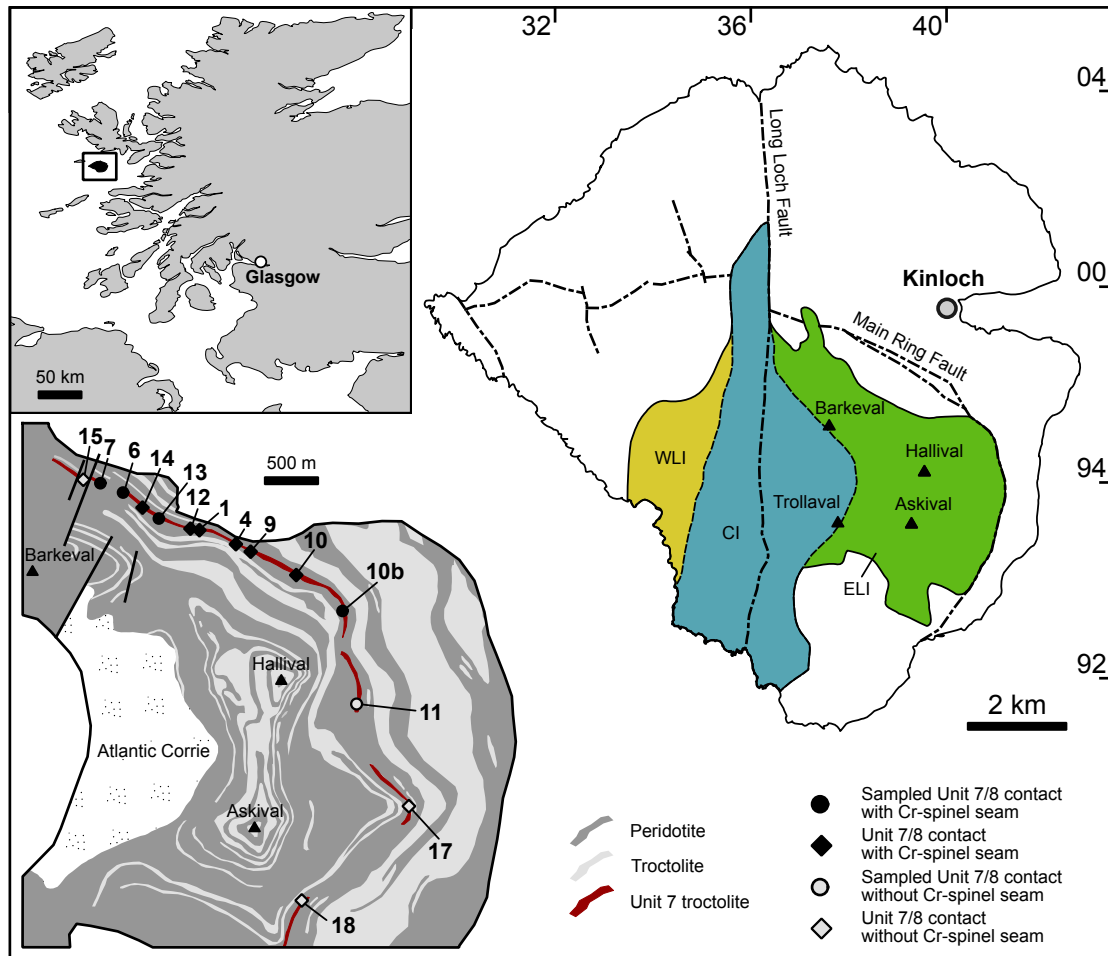 Glasgow
50 km
32
36
40
04
00
94
92
Long Loch Fault
Main Ring Fault
Kinloch
Barkeval
Hallival
Askival
Trollaval
WLI
CI
ELI
2 km
500 m
15
7
6
14
13
12
1
4
9
10
10b
11
17
18
Barkeval
Hallival
Atlantic Corrie
Askival
Peridotite
Troctolite
Unit 7 troctolite
Sampled Unit 7/8 contact
with Cr-spinel seam
Unit 7/8 contact
with Cr-spinel seam
Sampled Unit 7/8 contact
without Cr-spinel seam
Unit 7/8 contact
without Cr-spinel seam